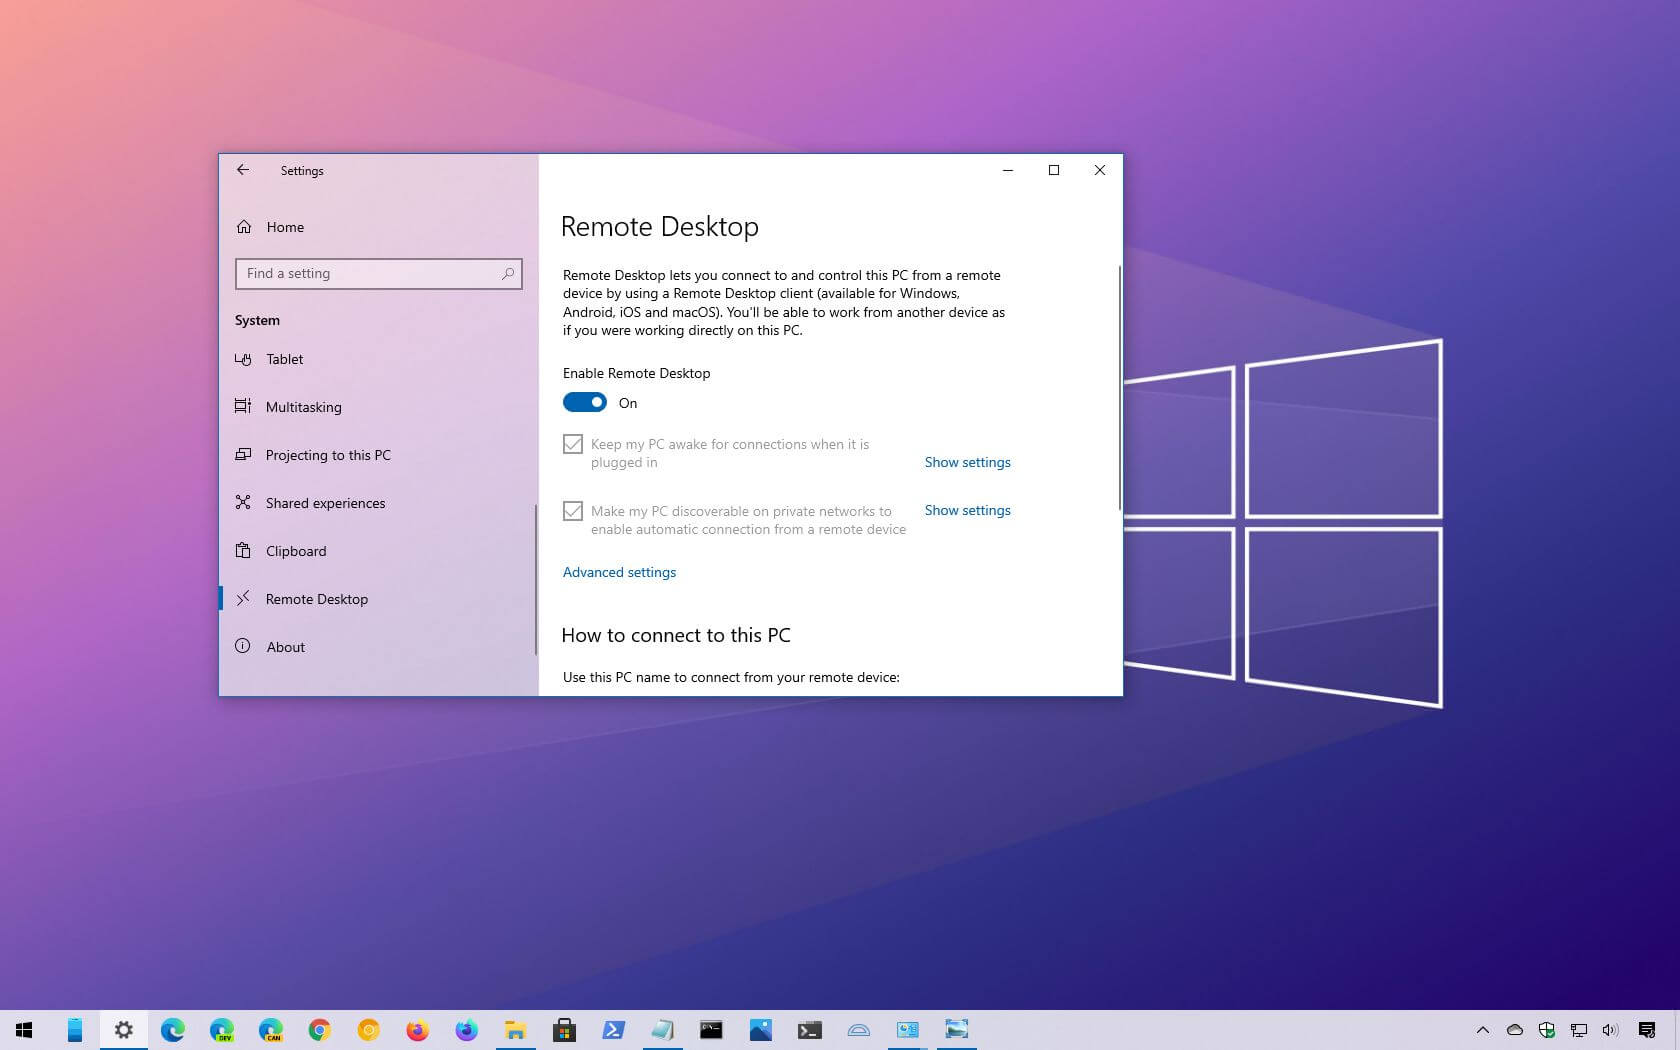 Settings
Home
Find a setting
System
Tablet
Multitasking
Projecting to this PC
Shared experiences
Clipboard
Remote Desktop
About
Remote Desktop
Remote Desktop lets you connect to and control this PC from a remote
device by using a Remote Desktop client (available for Windows,
Android, iOS and macOS). You'll be able to work from another device as
if you were working directly on this PC.
Enable Remote Desktop
On
Keep my PC awake for connections when it is
plugged in
Show settings
Make my PC discoverable on private networks to
enable automatic connection from a remote device
Show settings
Advanced settings
How to connect to this PC
Use this PC name to connect from your remote device:
DEV
CAN